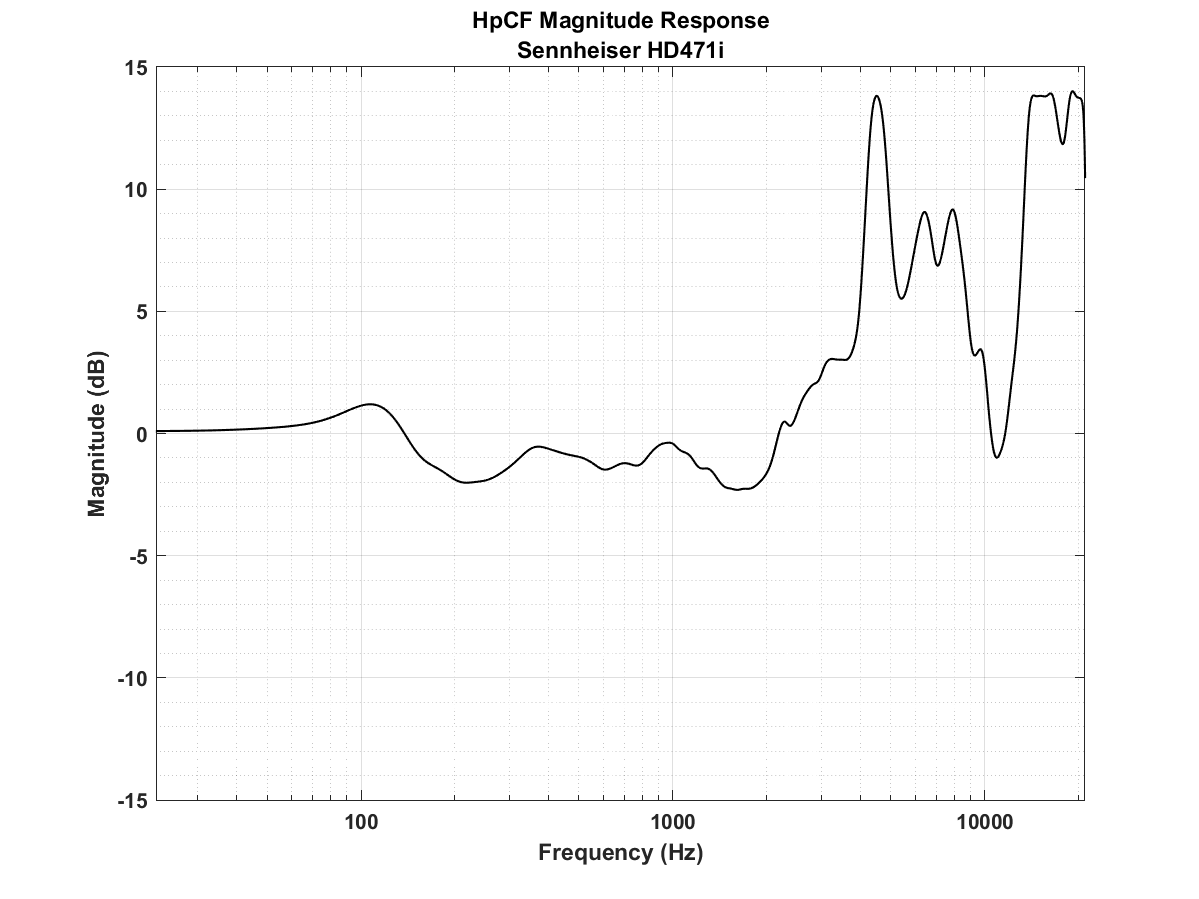 HpCF Magnitude Response
Sennheiser HD471i
15
10
5
0
-5
-10
-15
Magnitude (dB)
100
1000
10000
Frequency (Hz)